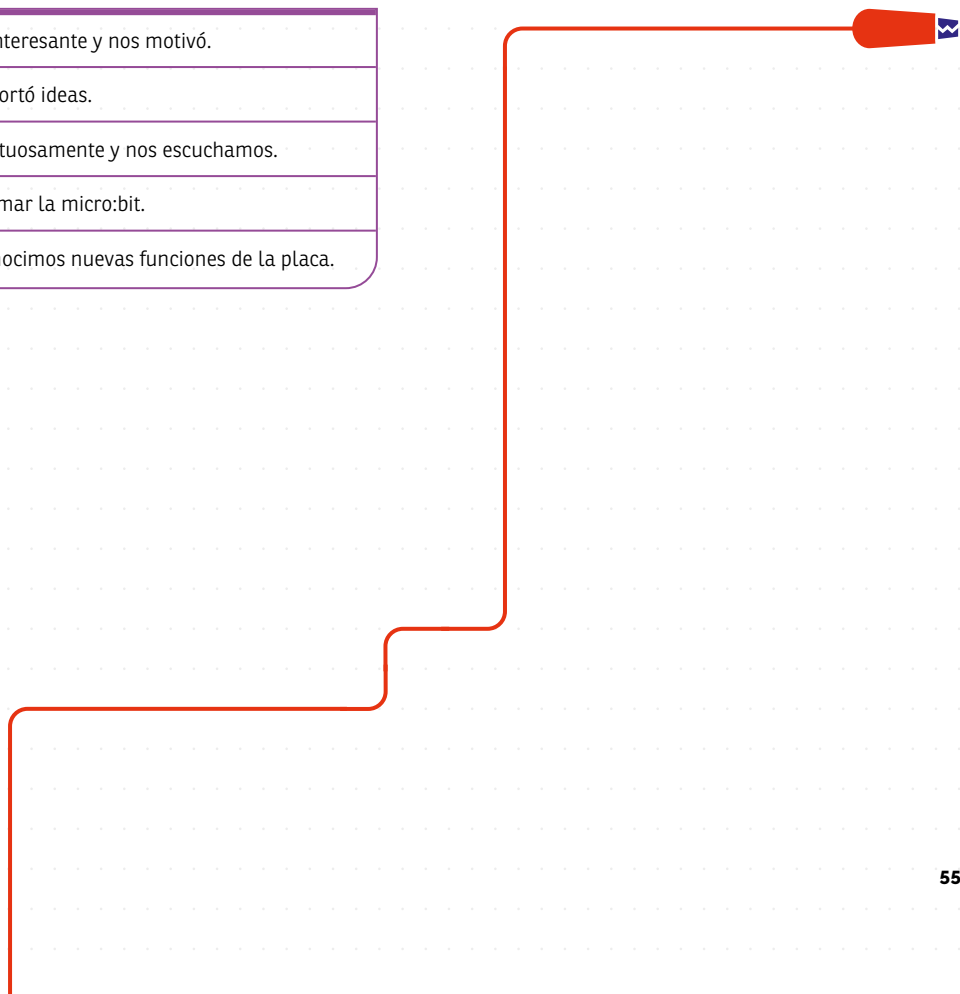 nteresante y nos motivó.
ortó ideas.
tuosamente y nos escuchamos.
mar la micro:bit.
nocimos nuevas funciones de la placa.
55